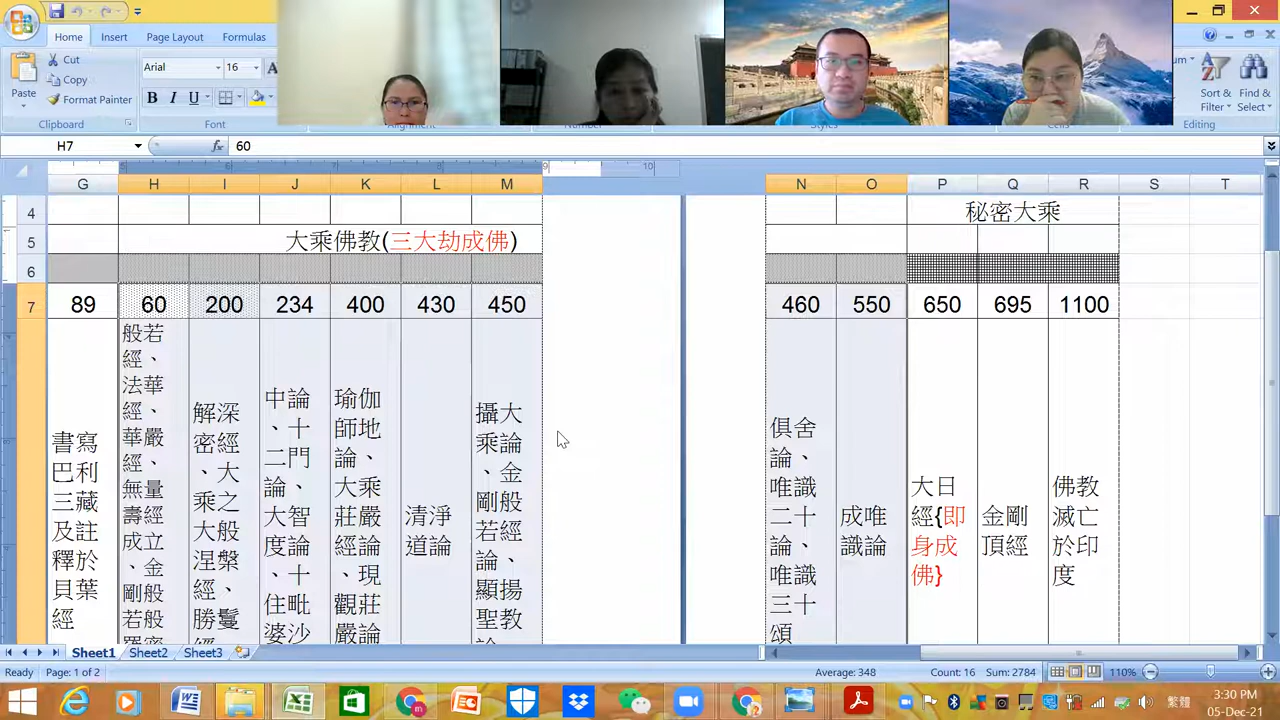 Home Insert Page Layout Formulas
Cut
Copy
Format Painter
Paste
Clipboard
Arial 16 A
B I U
Font
Alignment
Number
Styles
Cells
Sort & Filter
Find & Select
Editing
H7 fx 60
G H I J K L M N O P Q R S T
4 秘密大乘
5 大乘佛教(三大劫成佛)
6
7 89 60 200 234 400 430 450 460 550 650 695 1100
書寫
巴利
三藏
及註
釋於
貝葉
經
般若
經、
法華
經、
華嚴
經、
無量
壽經
成立
、金
剛般
若般
解深
密經
、大
乘之
大般
涅槃
經、
勝鬘
中論
、十
二門
論、
大智
度論
、十
住毗
婆沙
瑜伽
師地
論、
大乘
莊嚴
經論
、現
觀莊
嚴論
清淨
道論
攝大
乘論
、金
剛般
若經
論、
顯揚
聖教
俱舍
論、
唯識
二十
論、
唯識
三十
頌
成唯
識論
大日
經{即
身成
佛}
金剛
頂經
佛教
滅亡
於印
度
Sheet1 Sheet2 Sheet3
Ready Page: 1 of 2 Average: 348 Count: 16 Sum: 2784 110%
繁體
3:30 PM
05-Dec-21